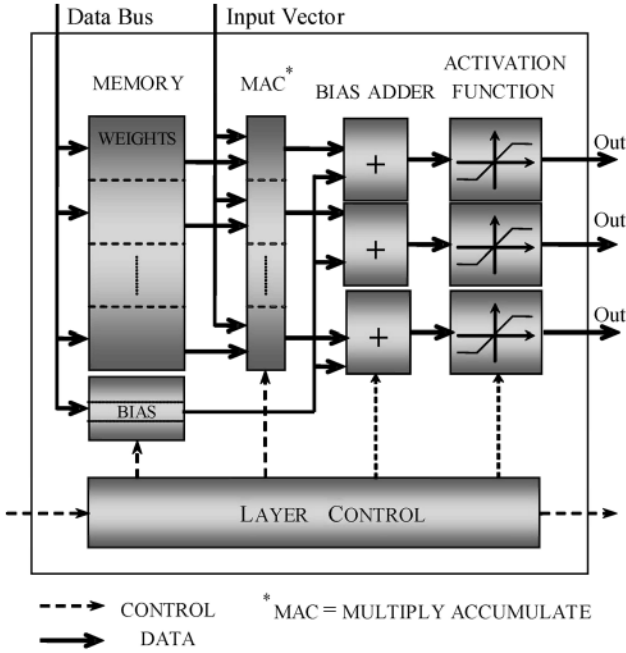 Data Bus
Input Vector
MEMORY
MAC*
BIAS ADDER
ACTIVATION
FUNCTION
WEIGHTS
+
Out
+
Out
+
Out
BIAS
LAYER CONTROL
CONTROL
*MAC = MULTIPLY ACCUMULATE
DATA